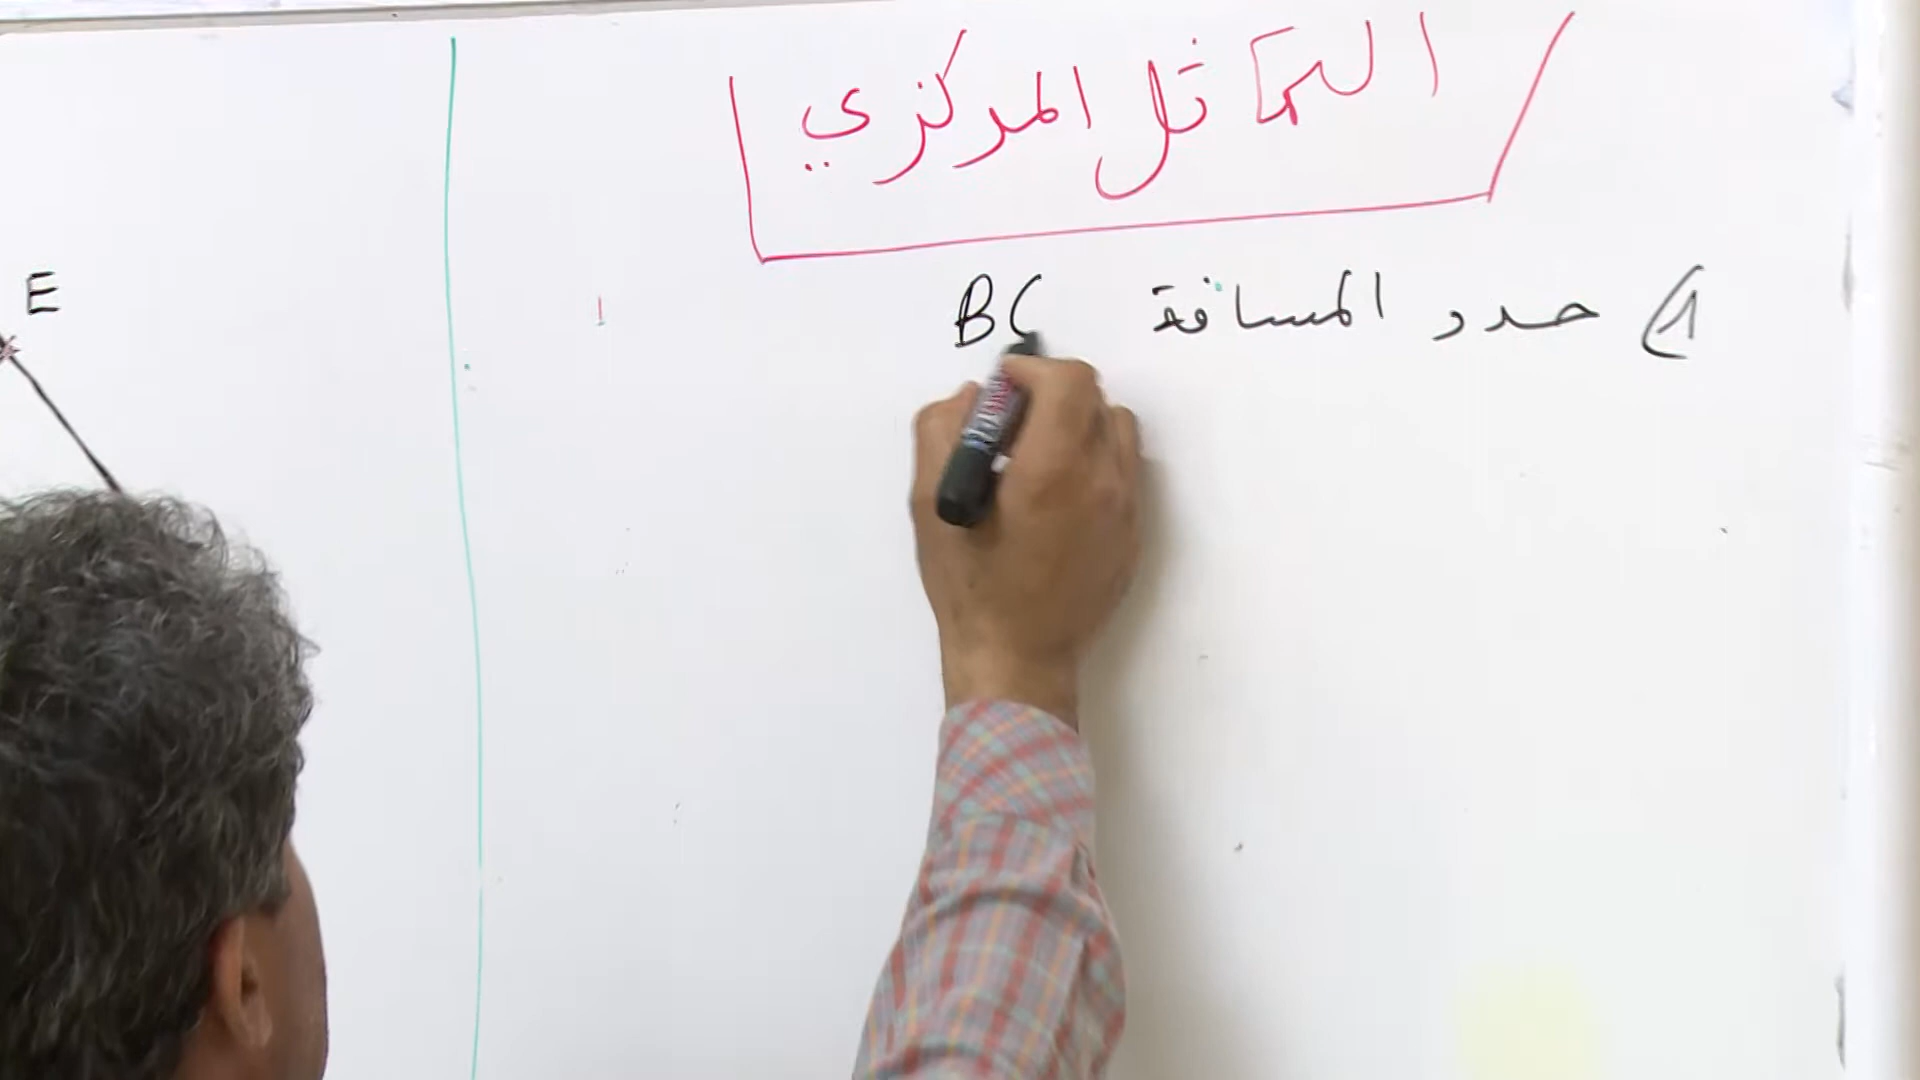 التماثل المركزي
1) حدد المسافة BC
E